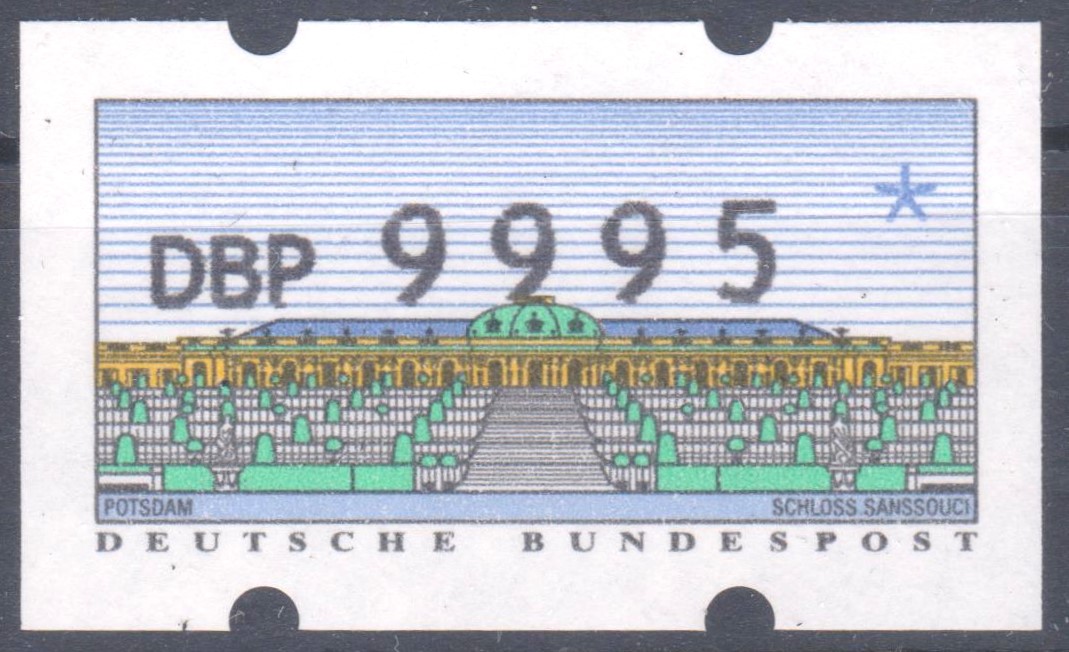 DBP 9995
POTSDAM SCHLOSS SANSSOUCI
DEUTSCHE BUNDESPOST